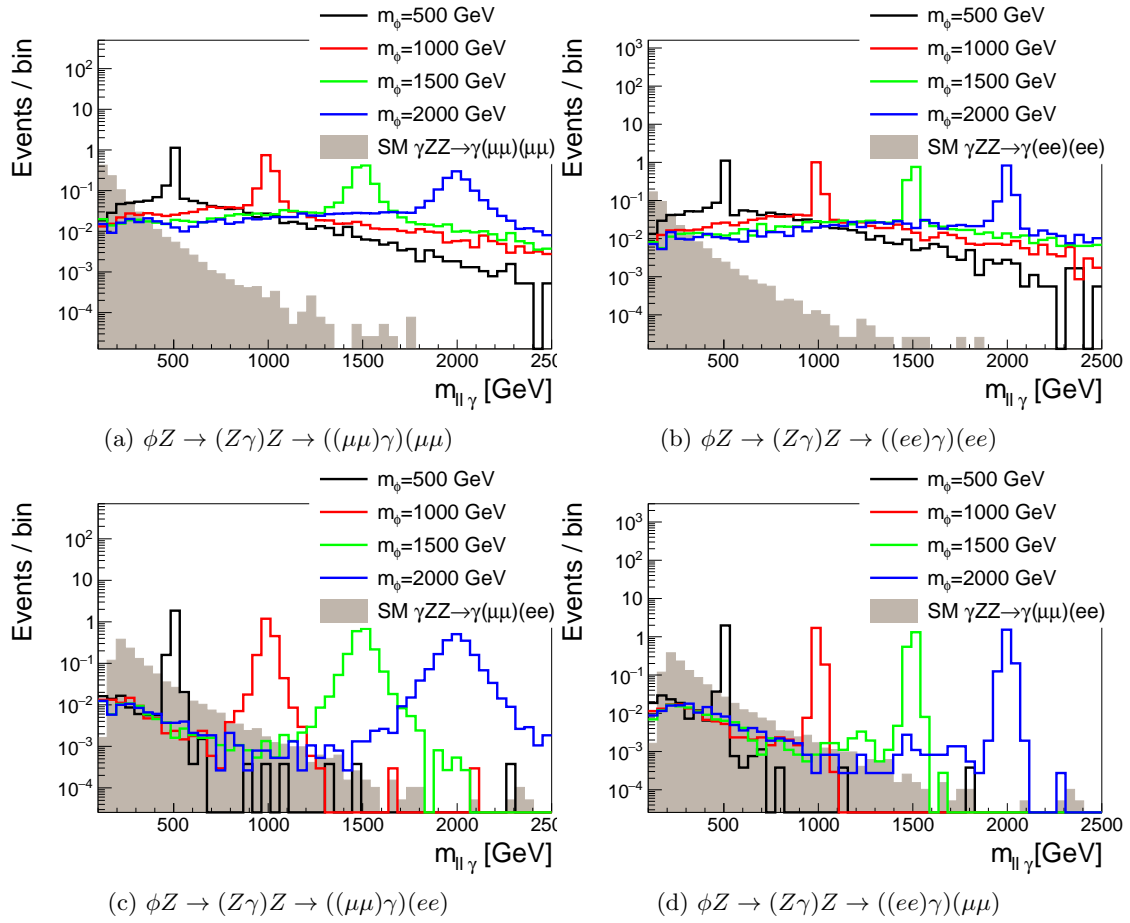 Events / bin
10²
10
1
10⁻¹
10⁻²
10⁻³
10⁻⁴
500 1000 1500 2000 2500
m_φ=500 GeV
m_φ=1000 GeV
m_φ=1500 GeV
m_φ=2000 GeV
SM γZZ→γ(μμ)(μμ)
m_llγ [GeV]
(a) ϕZ → (Zγ)Z → ((μμ)γ)(μμ)
Events / bin
10³
10²
10
1
10⁻¹
10⁻²
10⁻³
10⁻⁴
500 1000 1500 2000 2500
m_φ=500 GeV
m_φ=1000 GeV
m_φ=1500 GeV
m_φ=2000 GeV
SM γZZ→γ(ee)(ee)
m_llγ [GeV]
(b) ϕZ → (Zγ)Z → ((ee)γ)(ee)
Events / bin
10²
10
1
10⁻¹
10⁻²
10⁻³
10⁻⁴
500 1000 1500 2000 250
m_φ=500 GeV
m_φ=1000 GeV
m_φ=1500 GeV
m_φ=2000 GeV
SM γZZ→γ(μμ)(ee)
m_llγ [GeV]
(c) ϕZ → (Zγ)Z → ((μμ)γ)(ee)
Events / bin
10³
10²
10
1
10⁻¹
10⁻²
10⁻³
10⁻⁴
500 1000 1500 2000 2500
m_φ=500 GeV
m_φ=1000 GeV
m_φ=1500 GeV
m_φ=2000 GeV
SM γZZ→γ(μμ)(ee)
m_llγ [GeV]
(d) ϕZ → (Zγ)Z → ((ee)γ)(μμ)